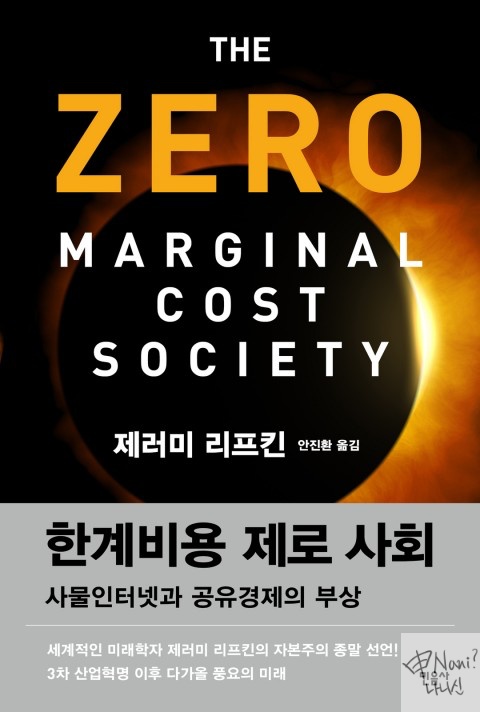 THE
ZERO
MARGINAL
COST
SOCIETY
제러미 리프킨 안진환 옮김
한계비용 제로 사회
사물인터넷과 공유경제의 부상
세계적인 미래학자 제러미 리프킨의 자본주의 종말 선언!
3차 산업혁명 이후 다가올 풍요의 미래
Nani?
민음사